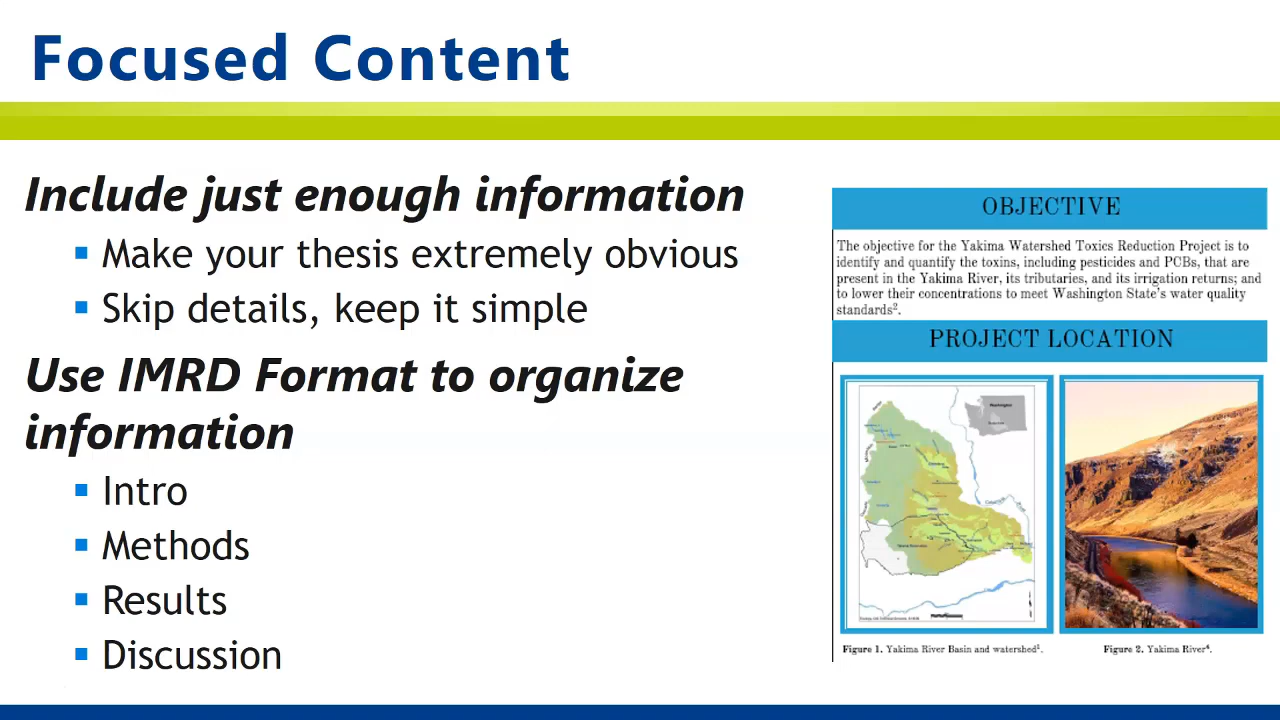 Focused Content
Include just enough information
Make your thesis extremely obvious
Skip details, keep it simple
Use IMRD Format to organize
information
Intro
Methods
Results
Discussion
OBJECTIVE
The objective for the Yakima Watershed Toxics Reduction Project is to
identify and quantify the toxins, including pesticides and PCBs, that are
present in the Yakima River, its tributaries, and its irrigation returns; and
to lower their concentrations to meet Washington State's water quality
standards².
PROJECT LOCATION
Washington
Figure 1. Yakima River Basin and watershed¹.
Figure 2. Yakima River⁴.